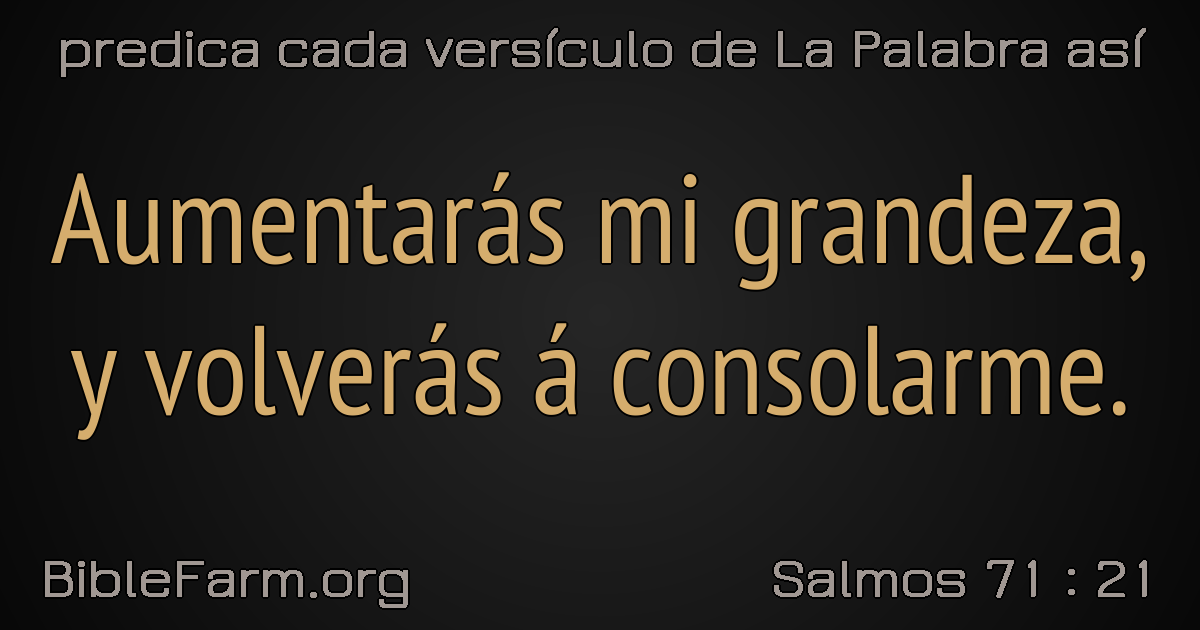 predica cada versículo de La Palabra así
Aumentarás mi grandeza,
y volverás á consolarme.
BibleFarm.org
Salmos 71 : 21